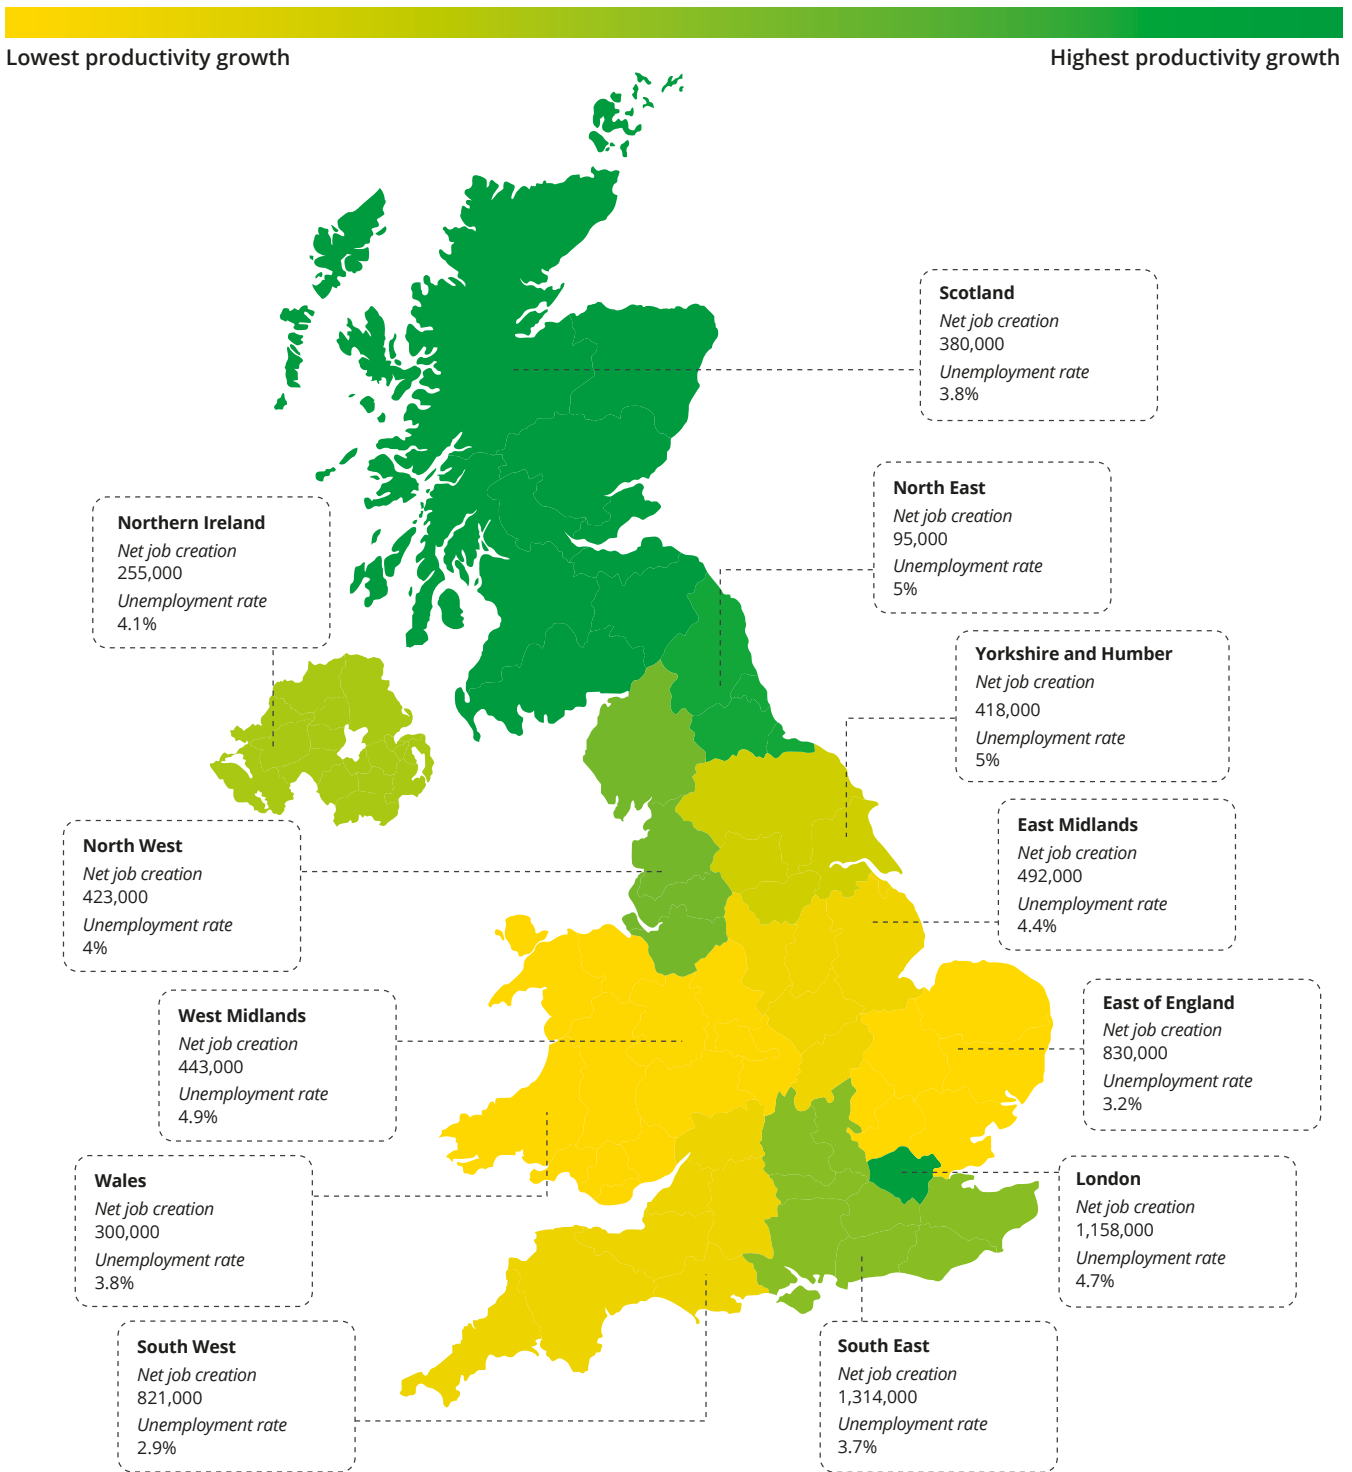 Lowest productivity growth
Highest productivity growth
Scotland
Net job creation
380,000
Unemployment rate
3.8%
North East
Net job creation
95,000
Unemployment rate
5%
Northern Ireland
Net job creation
255,000
Unemployment rate
4.1%
Yorkshire and Humber
Net job creation
418,000
Unemployment rate
5%
East Midlands
Net job creation
492,000
Unemployment rate
4.4%
North West
Net job creation
423,000
Unemployment rate
4%
West Midlands
Net job creation
443,000
Unemployment rate
4.9%
East of England
Net job creation
830,000
Unemployment rate
3.2%
Wales
Net job creation
300,000
Unemployment rate
3.8%
London
Net job creation
1,158,000
Unemployment rate
4.7%
South West
Net job creation
821,000
Unemployment rate
2.9%
South East
Net job creation
1,314,000
Unemployment rate
3.7%